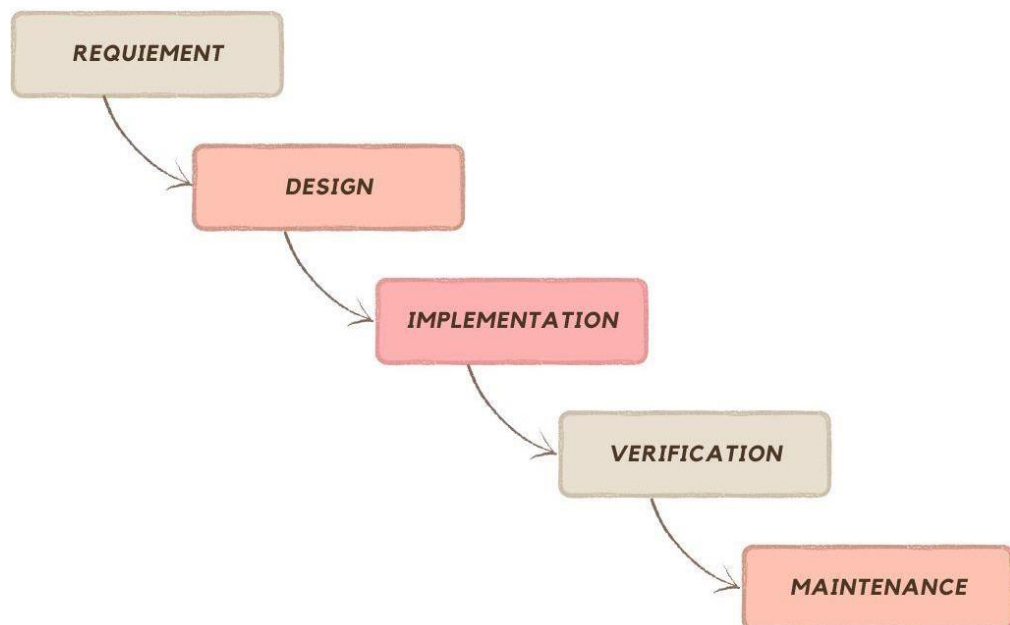 REQUIEMENT
DESIGN
IMPLEMENTATION
VERIFICATION
MAINTENANCE